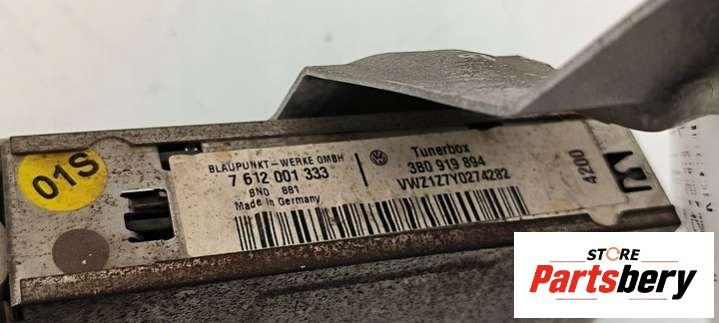 01S
BLAUPUNKT-WERKE GMBH
7 612 001 333
BNO 881
Made in Germany
Tunerbox
3B0 919 894
VWZ1Z7Y0274282
4200
STORE
Partsbery